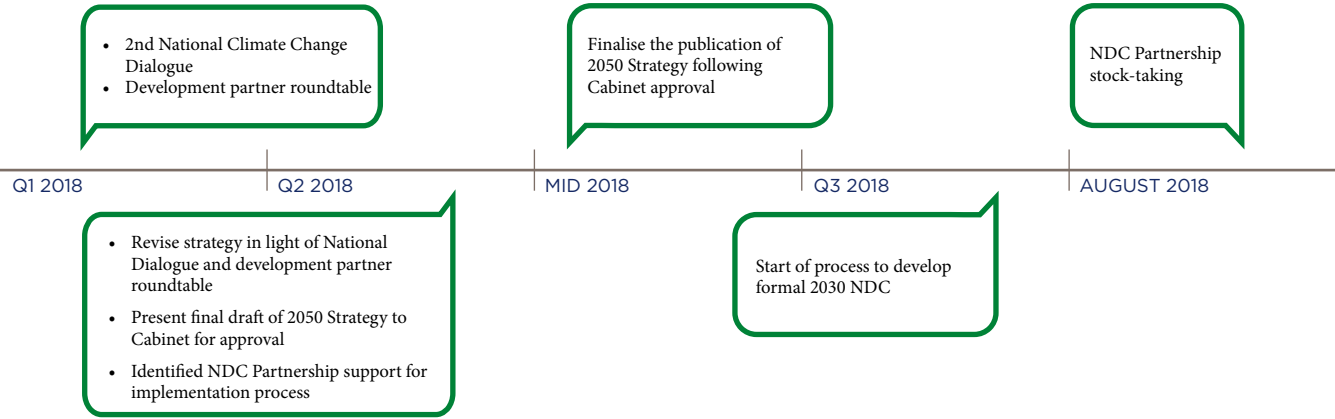 • 2nd National Climate Change
Dialogue
• Development partner roundtable
Finalise the publication of
2050 Strategy following
Cabinet approval
NDC Partnership
stock-taking
Q1 2018
Q2 2018
MID 2018
Q3 2018
AUGUST 2018
• Revise strategy in light of National
Dialogue and development partner
roundtable
• Present final draft of 2050 Strategy to
Cabinet for approval
• Identified NDC Partnership support for
implementation process
Start of process to develop
formal 2030 NDC